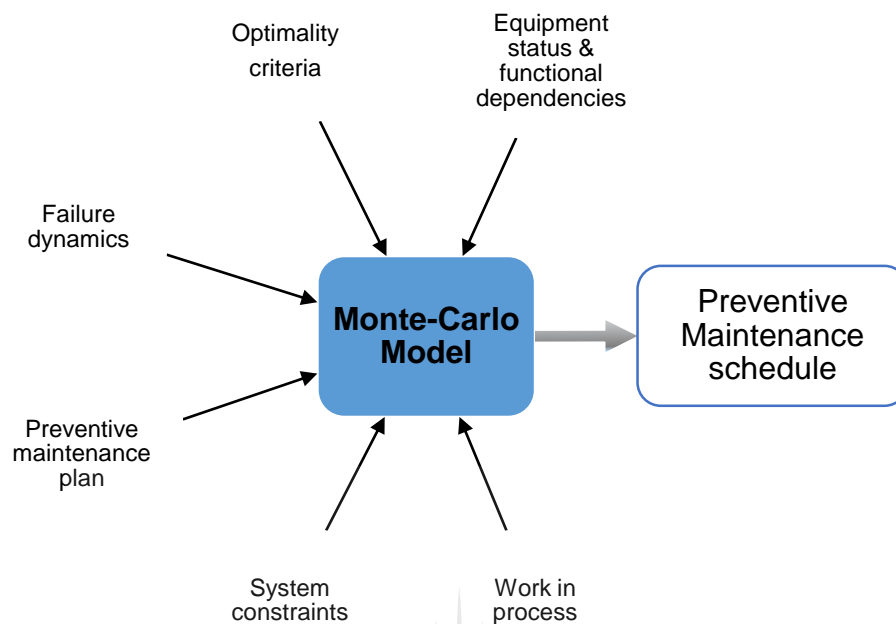 Optimality
criteria
Equipment
status &
functional
dependencies
Failure
dynamics
Monte-Carlo
Model
Preventive
Maintenance
schedule
Preventive
maintenance
plan
System
constraints
Work in
process